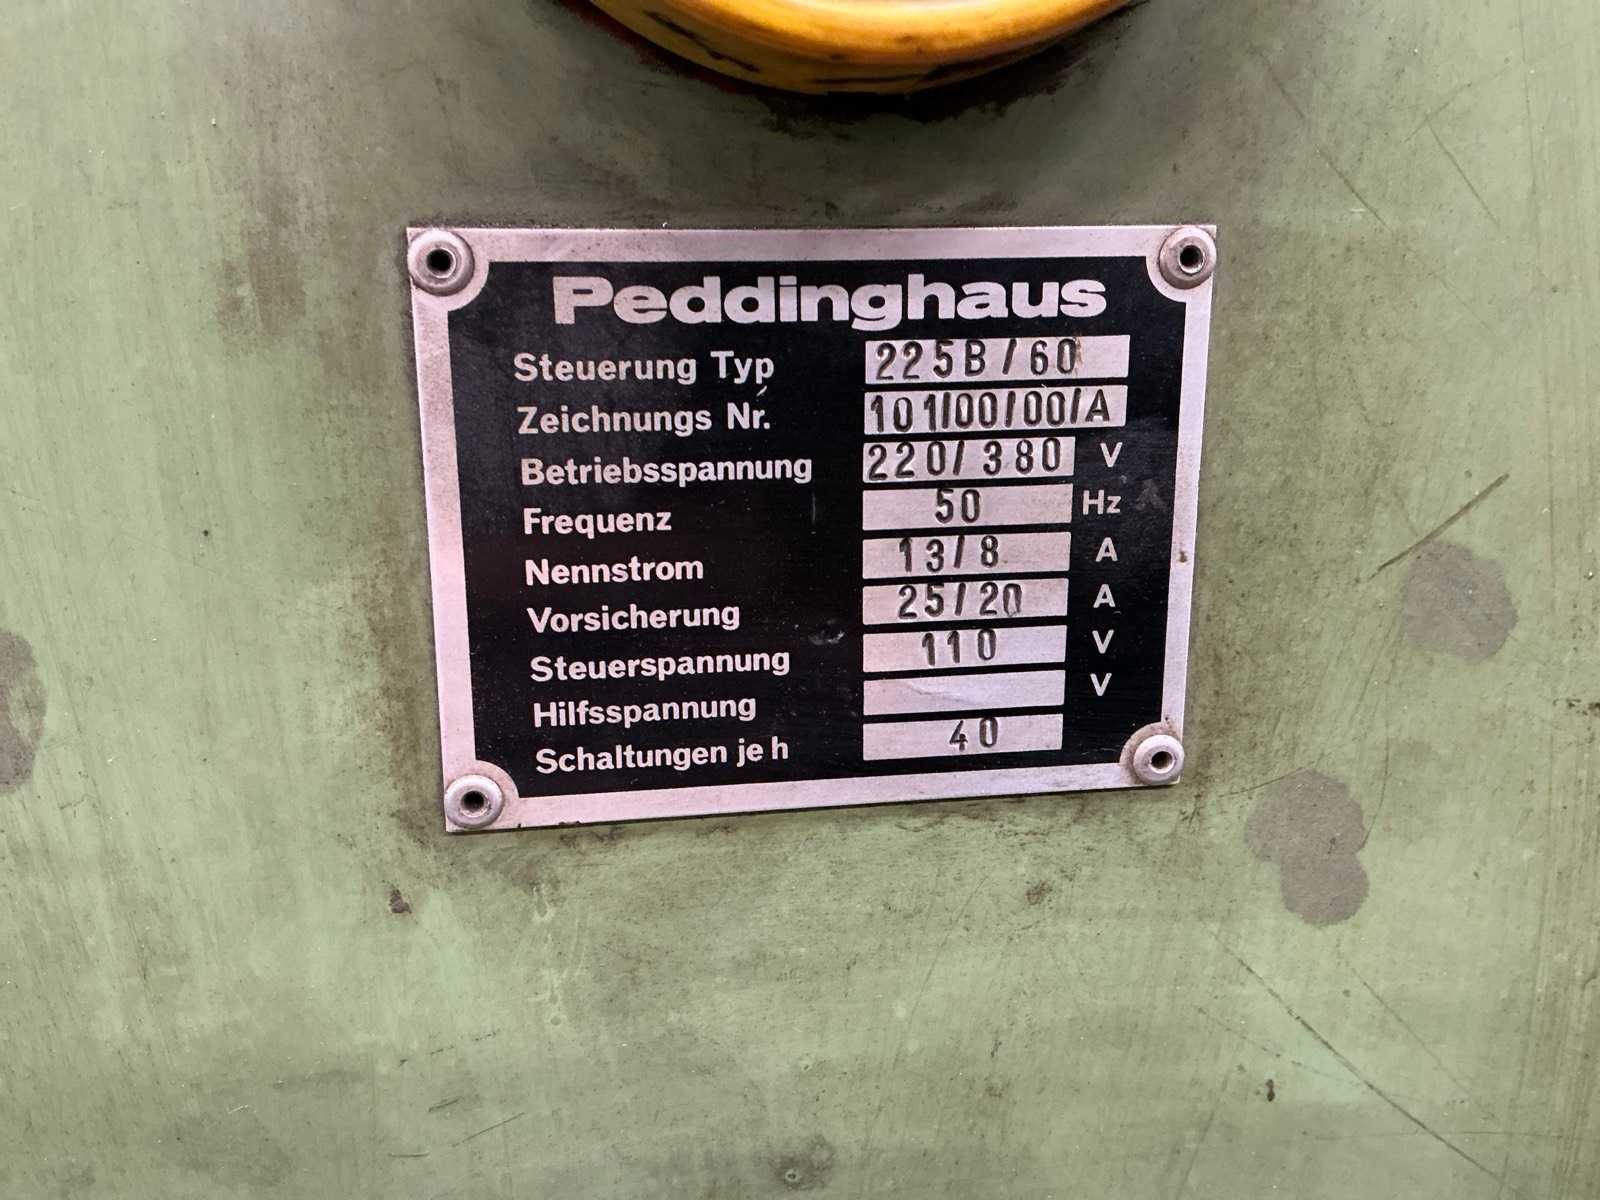 Peddinghaus
Steuerung Typ 225B/60
Zeichnungs Nr. 101/00/00/A
Betriebsspannung 220/380 V
Frequenz 50 Hz
Nennstrom 13/8 A
Vorsicherung 25/20 A
Steuerspannung 110 V
Hilfsspannung V
Schaltungen je h 40